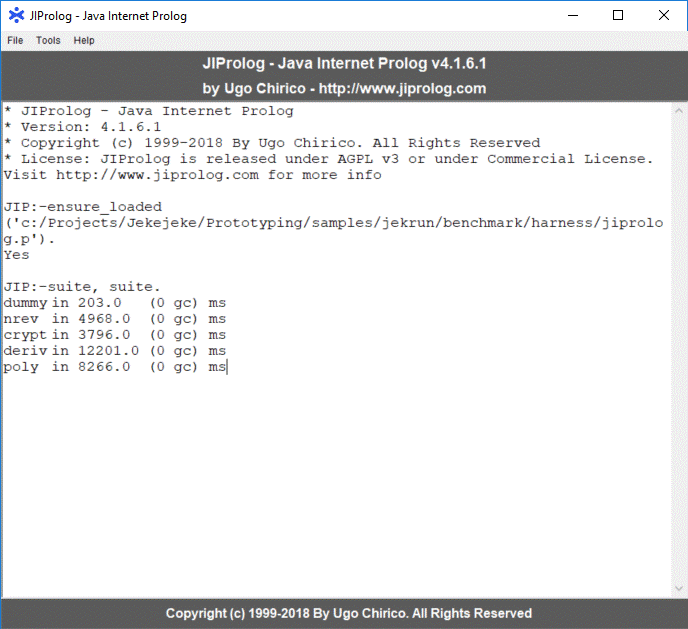 JIProlog - Java Internet Prolog
File Tools Help
JIProlog - Java Internet Prolog v4.1.6.1
by Ugo Chirico - http://www.jiprolog.com
* JIProlog - Java Internet Prolog
* Version: 4.1.6.1
* Copyright (c) 1999-2018 By Ugo Chirico. All Rights Reserved
* License: JIProlog is released under AGPL v3 or under Commercial License.
Visit http://www.jiprolog.com for more info
JIP:-ensure_loaded
('c:/Projects/Jekejeke/Prototyping/samples/jekrun/benchmark/harness/jiprolo
g.p').
Yes
JIP:-suite, suite.
dummy in 203.0 (0 gc) ms
nrev in 4968.0 (0 gc) ms
crypt in 3796.0 (0 gc) ms
deriv in 12201.0 (0 gc) ms
poly in 8266.0 (0 gc) ms
Copyright (c) 1999-2018 By Ugo Chirico. All Rights Reserved